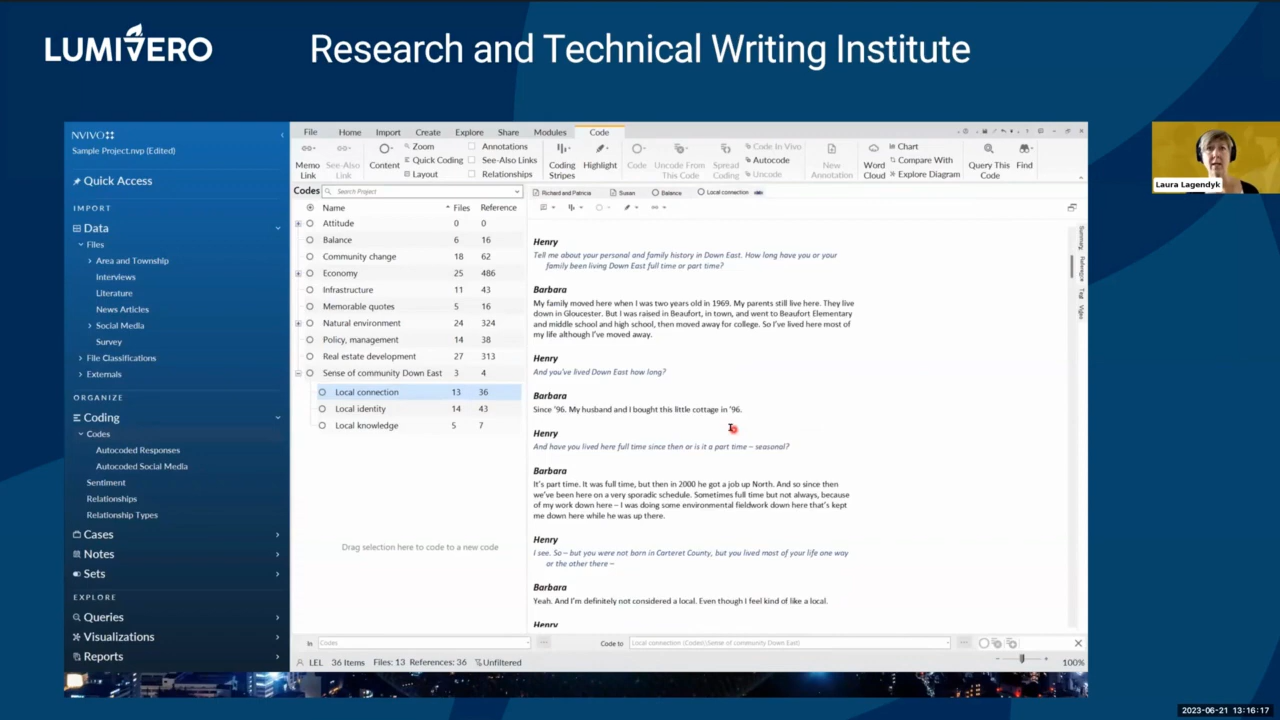 LUMIVERO
Research and Technical Writing Institute
Laura Lagendyk
NVIVO
Sample Project.nvp (Edited)
Quick Access
IMPORT
Data
Files
Area and Township
Interviews
Literature
News Articles
Social Media
Survey
File Classifications
Externals
ORGANIZE
Coding
Codes
Autocoded Responses
Autocoded Social Media
Sentiment
Relationships
Relationship Types
Cases
Notes
Sets
EXPLORE
Queries
Visualizations
Reports
File Home Import Create Explore Share Modules Code
Memo Link
See-Also Link
Content
Zoom
Quick Coding
Layout
Annotations
See-Also Links
Relationships
Coding Stripes
Highlight
Code
Uncode From This Code
Spread Coding
Code In Vivo
Autocode
Uncode
New Annotation
Word Cloud
Chart
Compare With
Explore Diagram
Query This Code
Find
Codes Search Project
Name Files Reference
Attitude 0 0
Balance 6 16
Community change 18 62
Economy 25 486
Infrastructure 11 43
Memorable quotes 5 16
Natural environment 24 324
Policy, management 14 38
Real estate development 27 313
Sense of community Down East 3 4
Local connection 13 36
Local identity 14 43
Local knowledge 5 7
Drag selection here to code to a new code
Richard and Patricia Susan Balance Local connection
Henry
Tell me about your personal and family history in Down East. How long have you or your
family been living Down East full time or part time?
Barbara
My family moved here when I was two years old in 1969. My parents still live here. They live
down in Gloucester. But I was raised in Beaufort, in town, and went to Beaufort Elementary
and middle school and high school, then moved away for college. So I've lived here most of
my life although I've moved away.
Henry
And you've lived Down East how long?
Barbara
Since '96. My husband and I bought this little cottage in '96.
Henry
And have you lived here full time since then or is it a part time – seasonal?
Barbara
It's part time. It was full time, but then in 2000 he got a job up North. And so since then
we've been here on a very sporadic schedule. Sometimes full time but not always, because
of my work down here – I was doing some environmental fieldwork down here that's kept
me down here while he was up there.
Henry
I see. So – but you were not born in Carteret County, but you lived most of your life one way
or the other there –
Barbara
Yeah. And I'm definitely not considered a local. Even though I feel kind of like a local.
Henry
Summary
Reference
Text
Video
In Codes
Code to Local connection (Codes\\Sense of community Down East)
LEL 36 Items Files: 13 References: 36 Unfiltered
100%
2023-06-21 13:16:17